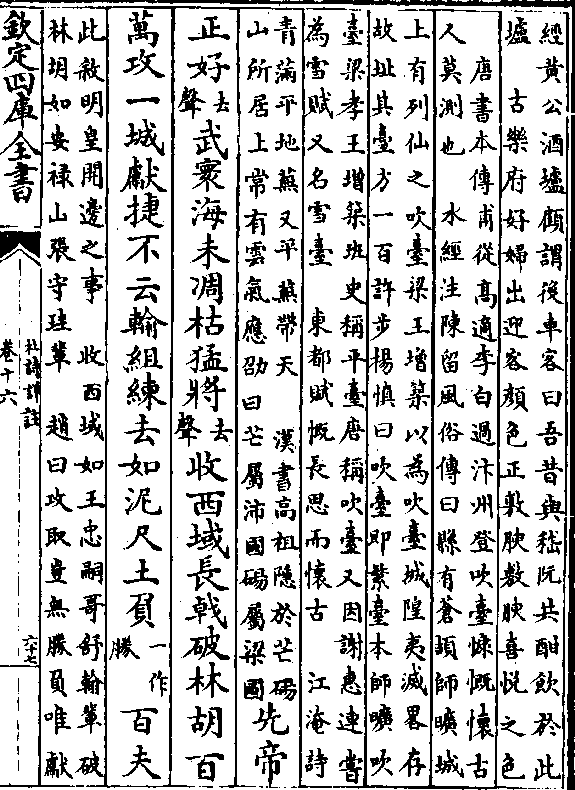 經黃公酒壚顧謂後車客曰吾昔與嵇阮共酣飲於此
壚　古樂府好婦出迎客顏色正敷腴敷腴喜悅之色
唐書本傳甫從高適李白過汴州登吹臺慷慨懷古
人莫測也　水經注陳留風俗傳曰縣有蒼頡師曠城
上有列仙之吹臺梁王增築以為吹臺城隍夷滅畧存
故址其臺方一百許步楊慎曰吹臺即繁臺本師曠吹
臺梁孝王增築班史稱平臺唐稱吹臺又因謝惠連嘗
為雪賦又名雪臺　東都賦慨長思而懷古　江淹詩
青滿平地蕪又平蕪帶天　漢書高祖隱於芒碭
山所居上常有雲氣應劭曰芒屬沛國碭屬梁國
先帝
正好去聲武寰海未凋枯猛將去聲收西域長戟破林胡百
萬攻一城獻捷不云輸組練去如泥尺土負一作勝百夫
此敘明皇開邊之事　收西域如王忠嗣哥舒翰輩破
林胡如安祿山張守珪輩　趙曰攻取豈無勝負唯獻
欽定四庫全書
杜詩詳註
卷十六
六十七